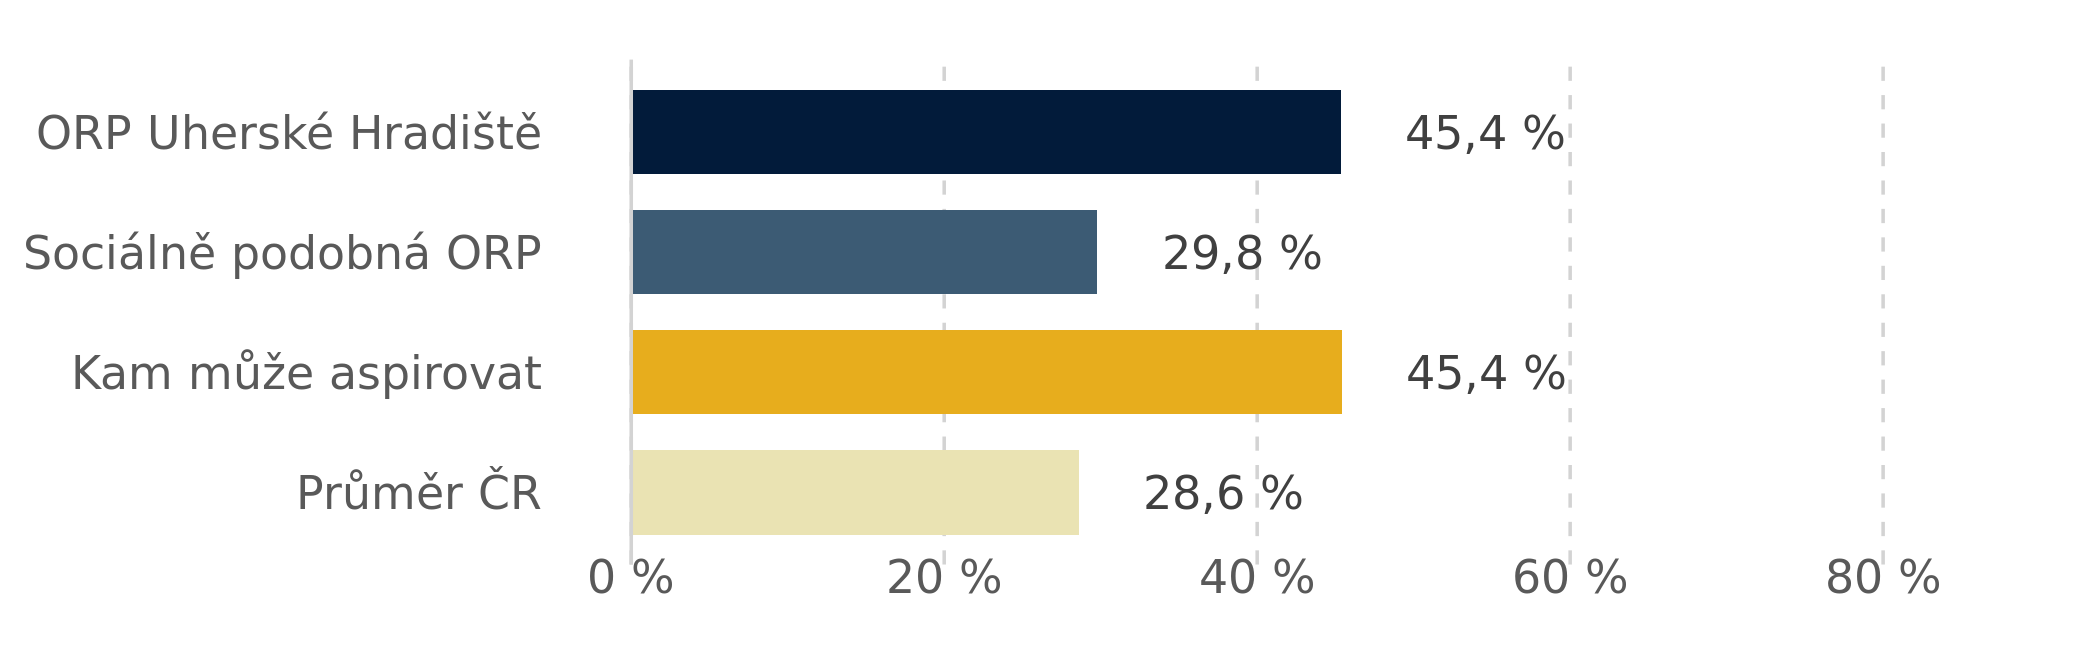 ORP Uherské Hradiště 45,4 %
Sociálně podobná ORP 29,8 %
Kam může aspirovat 45,4 %
Průměr ČR 28,6 %
0 % 20 % 40 % 60 % 80 %